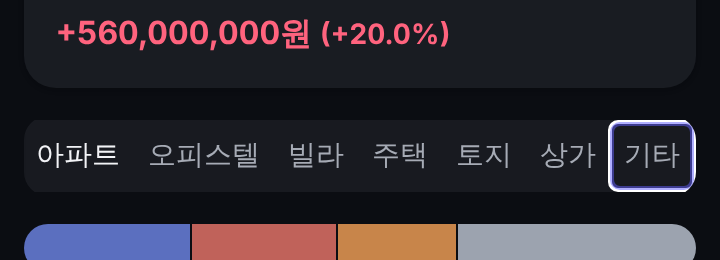 +560,000,000원 (+20.0%)
아파트 오피스텔 빌라 주택 토지 상가 기타